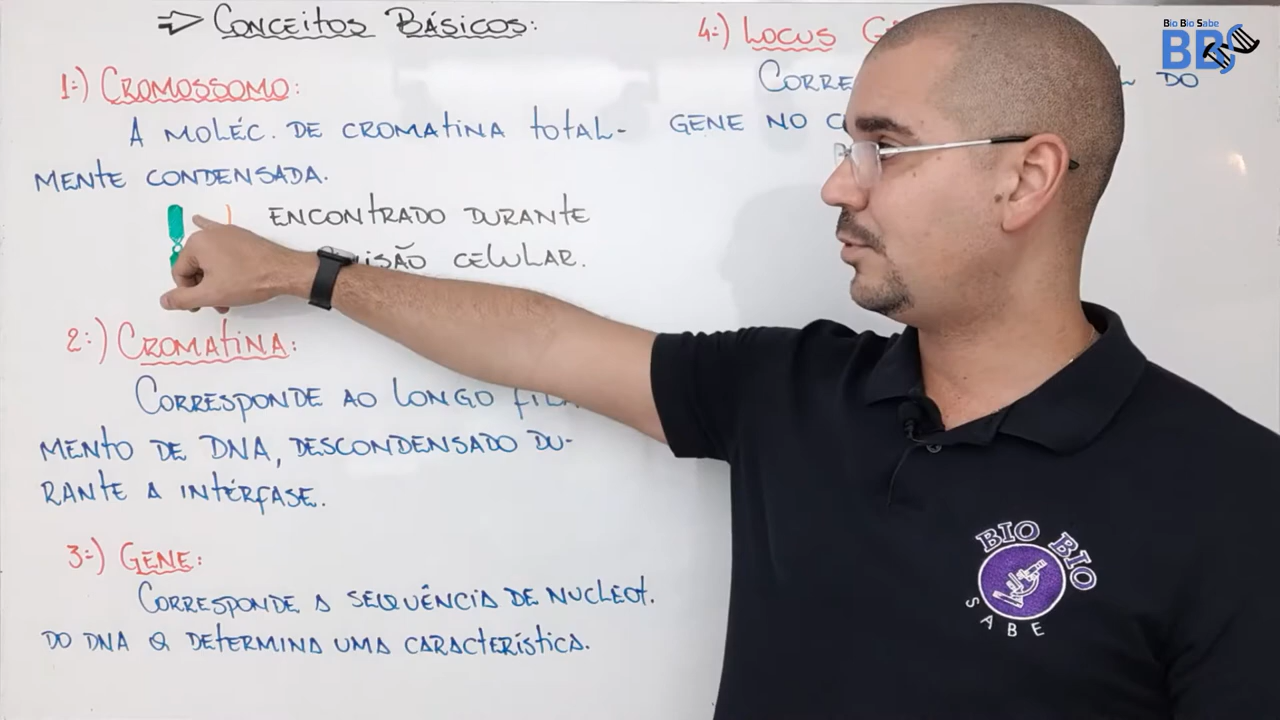 ⇒ Conceitos Básicos:
1:) Cromossomo:
A moléc. de cromatina total-
mente condensada.
encontrado durante
celular.
2:) Cromatina:
Corresponde ao longo
mento de DNA, descondensado du-
rante a intérfase.
3:) Gene:
Corresponde a sequência de nucleot.
do DNA q determina uma característica.
4:) Locus
do
gene no
Bio Bio Sabe
BBS
BIO BIO
SABE